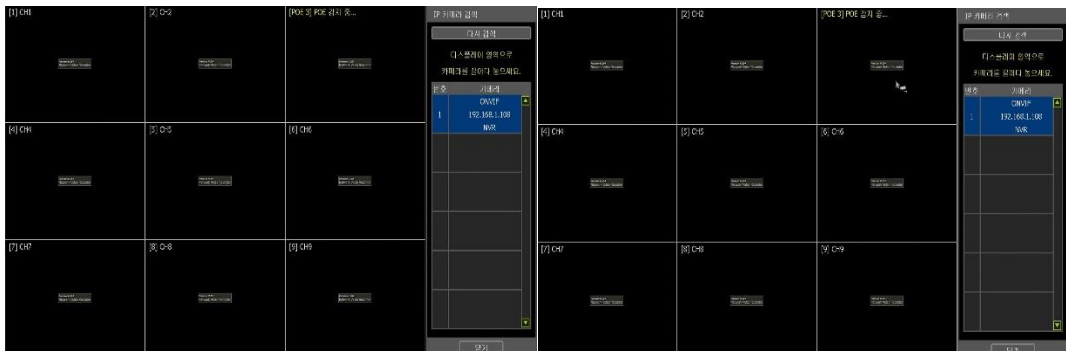 [1] CH1
[2] CH2
[POE 3] POE 감지 중...
IP 카메라 검색
다시 검색
디스플레이 영역으로
카메라를 끌어다 놓으세요.
번호 카메라
1 ONVIF
192.168.1.108
NVR
[4] CH4
[5] CH5
[6] CH6
[7] CH7
[8] CH8
[9] CH9
닫기
[1] CH1
[2] CH2
[POE 3] POE 감지 중...
IP 카메라 검색
다시 검색
디스플레이 영역으로
카메라를 끌어다 놓으세요.
번호 카메라
1 ONVIF
192.168.1.108
NVR
[4] CH4
[5] CH5
[6] CH6
[7] CH7
[8] CH8
[9] CH9